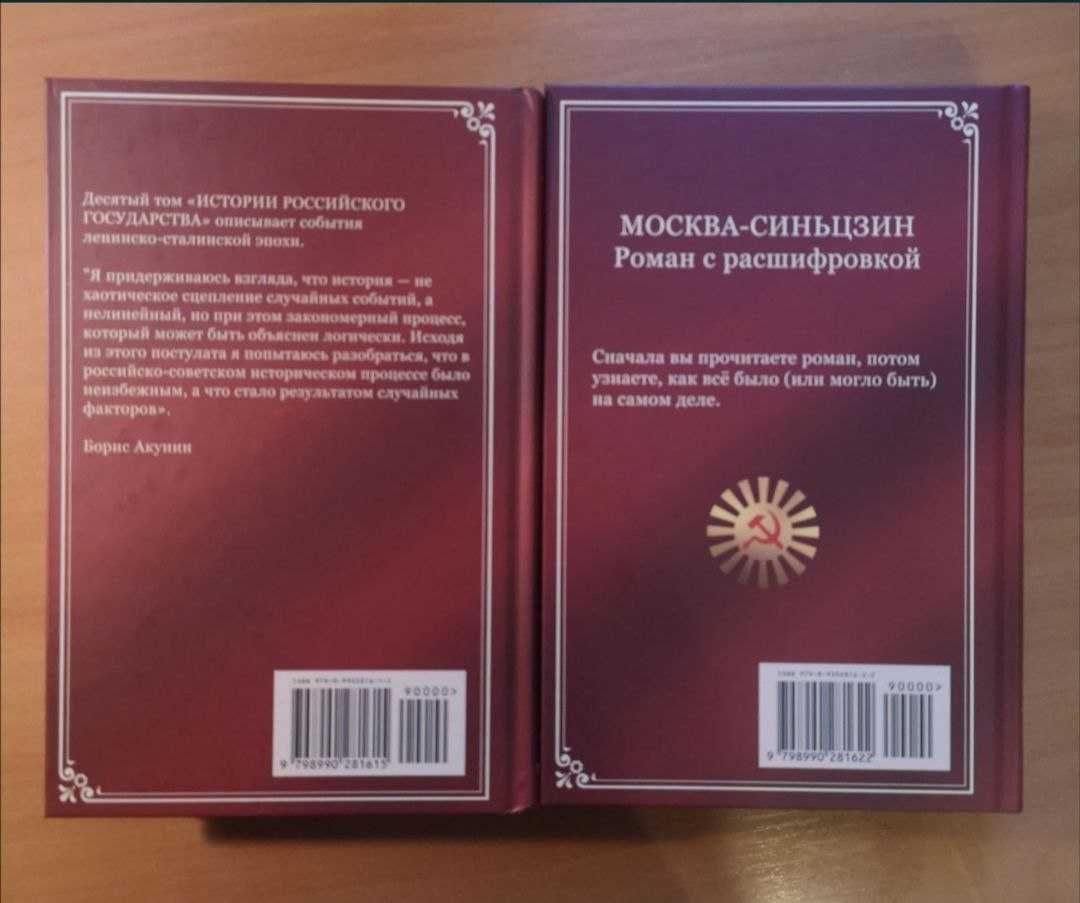 Десятый том «ИСТОРИИ РОССИЙСКОГО
ГОСУДАРСТВА» описывает события
ленинско-сталинской эпохи.
"Я придерживаюсь взгляда, что история — не
хаотическое сцепление случайных событий, а
нелинейный, но при этом закономерный процесс,
который может быть объяснен логически. Исходя
из этого постулата я попытаюсь разобраться, что в
российско-советском историческом процессе было
неизбежным, а что стало результатом случайных
факторов».
Борис Акунин
90000>
9 798990 281615
МОСКВА-СИНЬЦЗИН
Роман с расшифровкой
Сначала вы прочитаете роман, потом
узнаете, как всё было (или могло быть)
на самом деле.
90000>
9 798990 281622